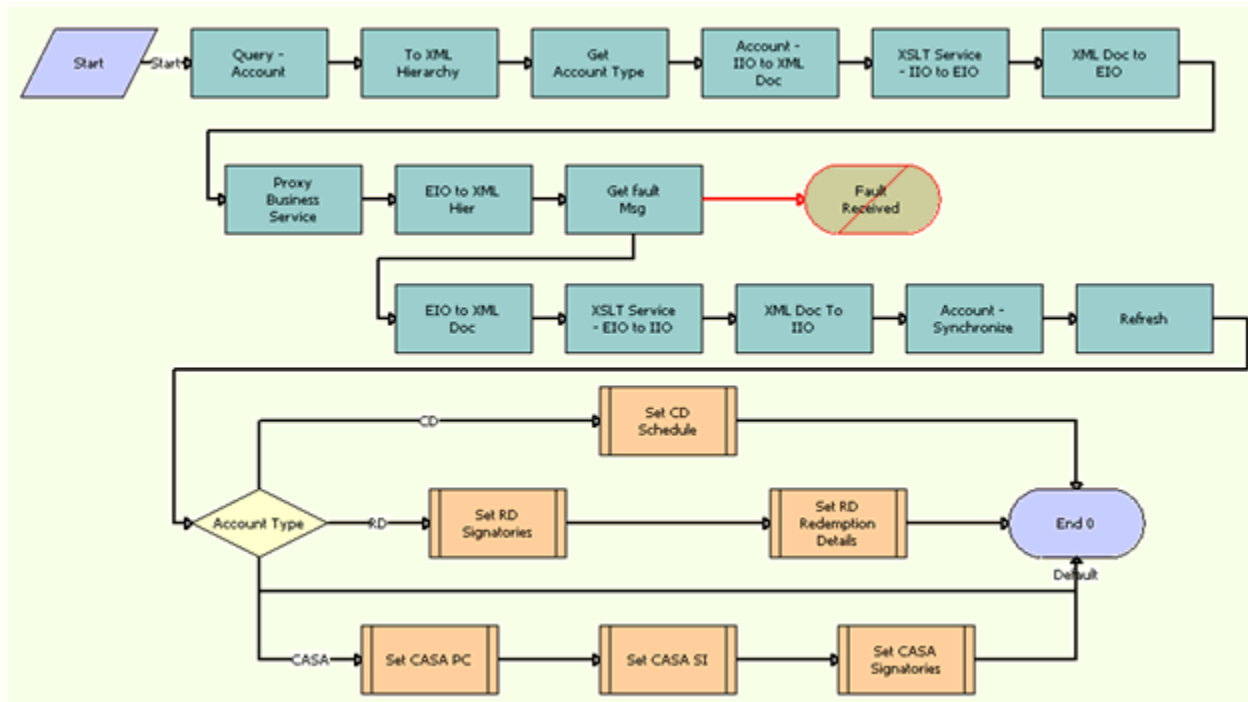 Start
Start
Query -
Account
To XML
Hierarchy
Get
Account Type
Account -
IIO to XML
Doc
XSLT Service
- IIO to EIO
XML Doc to
EIO
Proxy
Business
Service
EIO to XML
Hier
Get fault
Msg
Fault
Received
EIO to XML
Doc
XSLT Service
- EIO to IIO
XML Doc To
IIO
Account -
Synchronize
Refresh
CD
Set CD
Schedule
Account Type
RD
Set RD
Signatories
Set RD
Redemption
Details
End 0
Default
CASA
Set CASA PC
Set CASA SI
Set CASA
Signatories